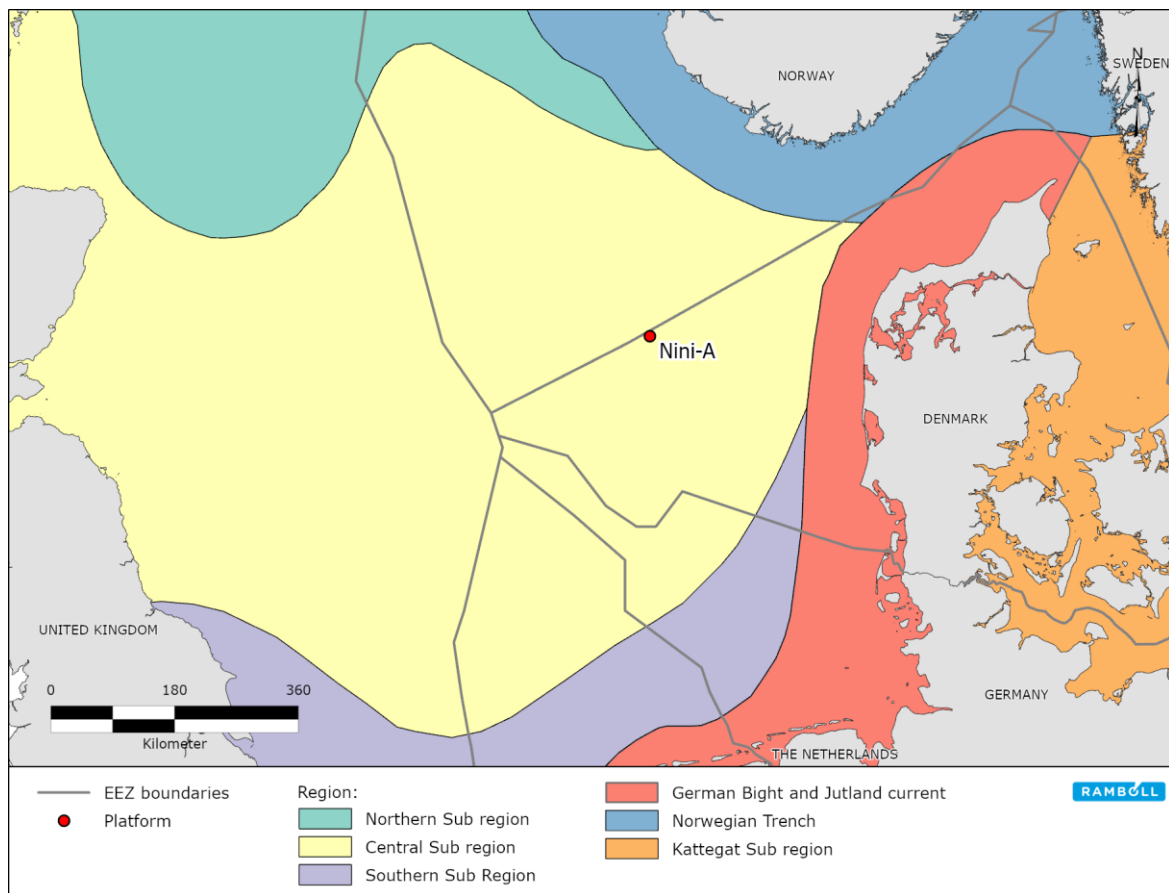 NORWAY
N
SWEDEN
Nini-A
DENMARK
UNITED KINGDOM
0 180 360
Kilometer
GERMANY
THE NETHERLANDS
EEZ boundaries
Platform
Region:
Northern Sub region
Central Sub region
Southern Sub Region
German Bight and Jutland current
Norwegian Trench
Kattegat Sub region
RAMBOLL